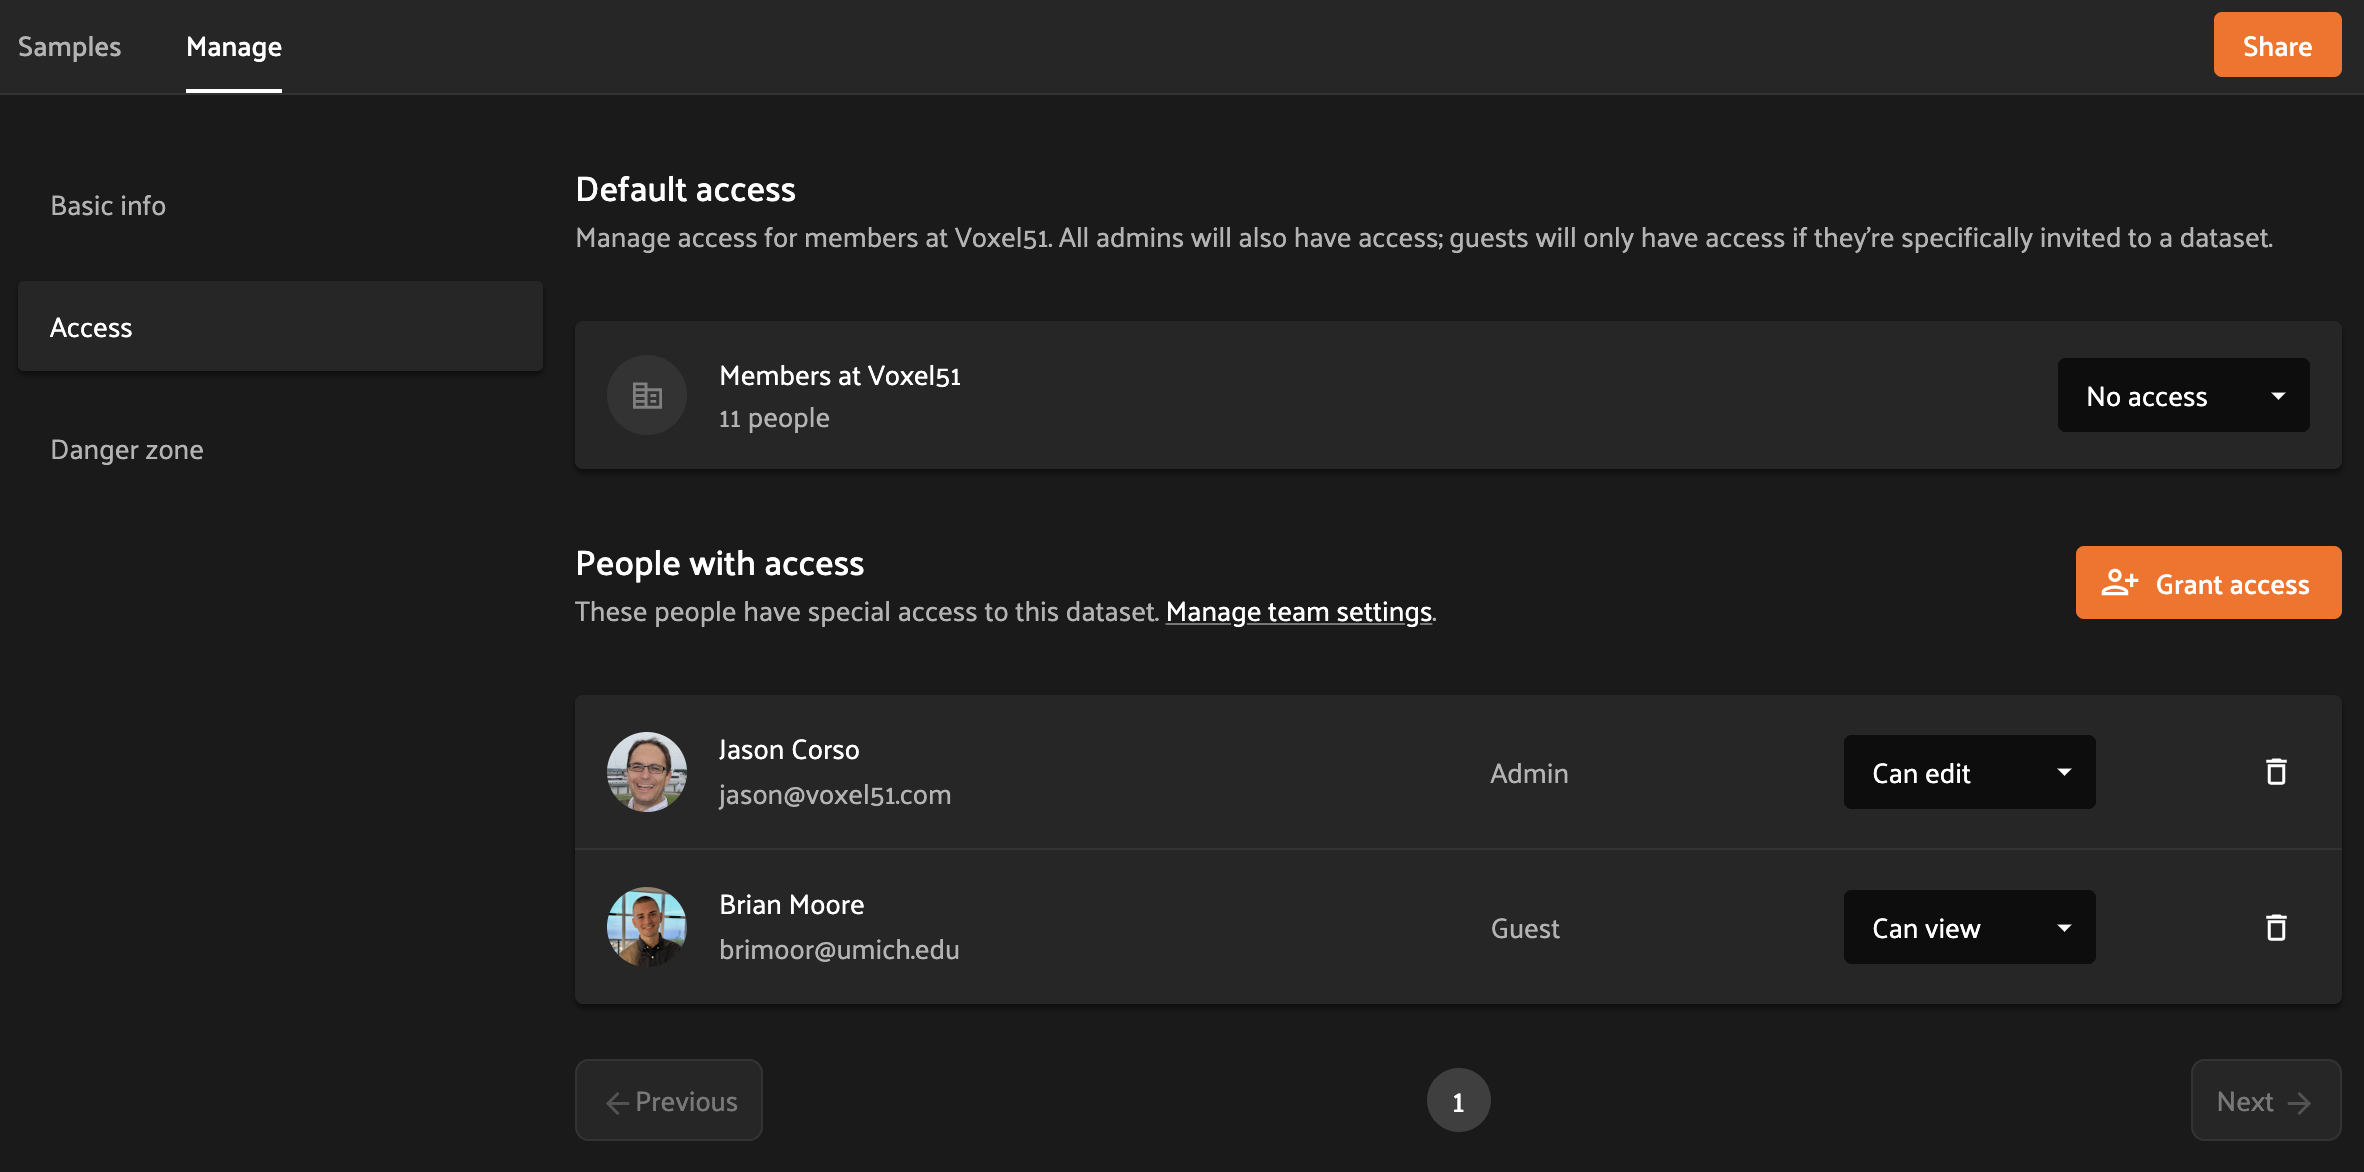 Samples
Manage
Share
Basic info
Access
Danger zone
Default access
Manage access for members at Voxel51. All admins will also have access; guests will only have access if they're specifically invited to a dataset.
Members at Voxel51
11 people
No access
People with access
These people have special access to this dataset. Manage team settings.
Grant access
Jason Corso
jason@voxel51.com
Admin
Can edit
Brian Moore
brimoor@umich.edu
Guest
Can view
Previous
1
Next